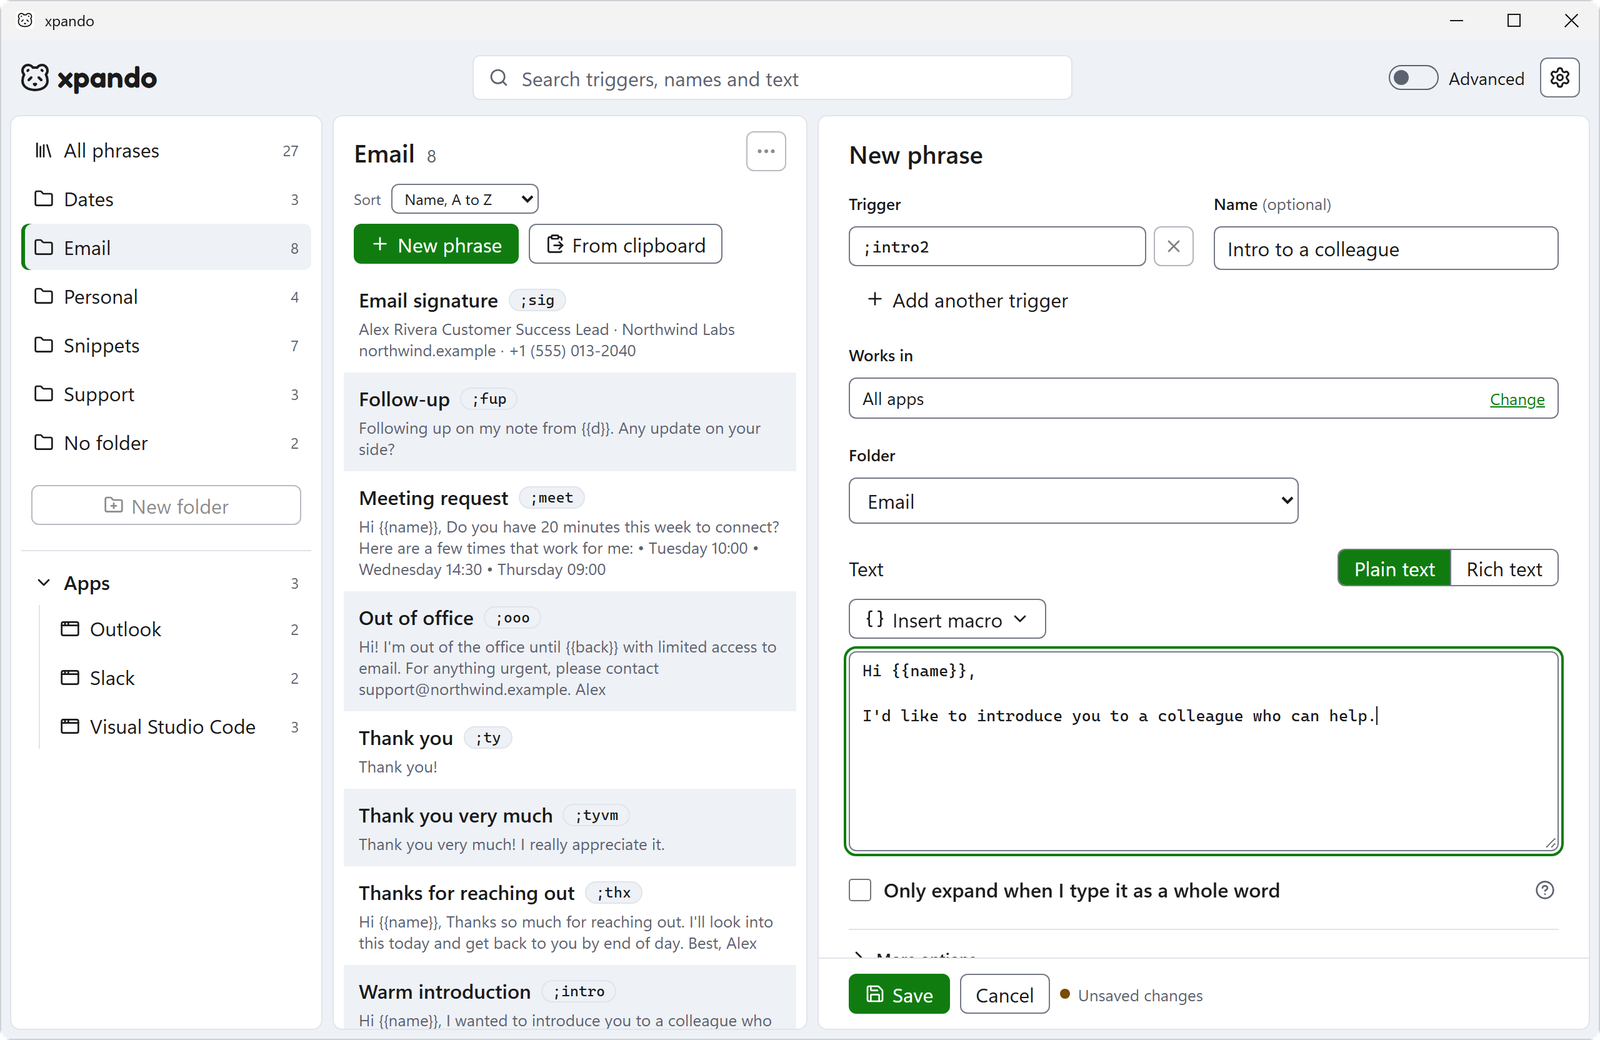 xpando
xpando
Search triggers, names and text
Advanced
All phrases 27
Dates 3
Email 8
Personal 4
Snippets 7
Support 3
No folder 2
New folder
Apps 3
Outlook 2
Slack 2
Visual Studio Code 3
Email 8
Sort Name, A to Z
+ New phrase From clipboard
Email signature ;sig
Alex Rivera Customer Success Lead · Northwind Labs
northwind.example · +1 (555) 013-2040
Follow-up ;fup
Following up on my note from {{d}}. Any update on your
side?
Meeting request ;meet
Hi {{name}}, Do you have 20 minutes this week to connect?
Here are a few times that work for me: • Tuesday 10:00 •
Wednesday 14:30 • Thursday 09:00
Out of office ;ooo
Hi! I'm out of the office until {{back}} with limited access to
email. For anything urgent, please contact
support@northwind.example. Alex
Thank you ;ty
Thank you!
Thank you very much ;tyvm
Thank you very much! I really appreciate it.
Thanks for reaching out ;thx
Hi {{name}}, Thanks so much for reaching out. I'll look into
this today and get back to you by end of day. Best, Alex
Warm introduction ;intro
Hi {{name}}, I wanted to introduce you to a colleague who
New phrase
Trigger Name (optional)
;intro2 Intro to a colleague
+ Add another trigger
Works in
All apps Change
Folder
Email
Text Plain text Rich text
{} Insert macro
Hi {{name}},
I'd like to introduce you to a colleague who can help.
Only expand when I type it as a whole word
More options
Save Cancel Unsaved changes